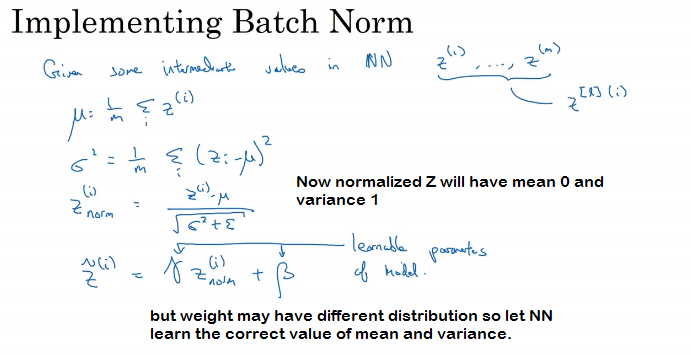 Implementing Batch Norm
Given some intermediate values in NN z^(i), ..., z^(m)
z^[l](i)
μ = 1/m Σ_i z^(i)
σ² = 1/m Σ_i (z_i - μ)²
z^(i)_norm = (z^(i) - μ) / √(σ² + ε)
Now normalized Z will have mean 0 and
variance 1
z̃^(i) = γ z^(i)_norm + β
learnable parameters
of model.
but weight may have different distribution so let NN
learn the correct value of mean and variance.